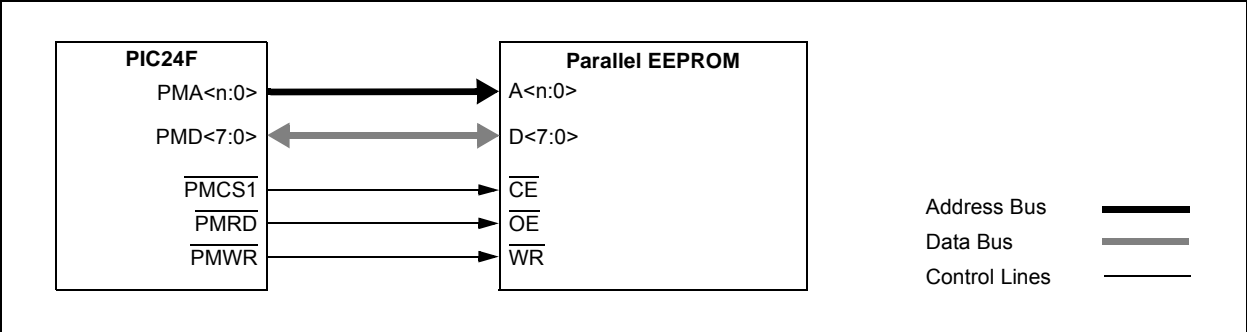 PIC24F
PMA<n:0>
PMD<7:0>
PMCS1
PMRD
PMWR
Parallel EEPROM
A<n:0>
D<7:0>
CE
OE
WR
Address Bus
Data Bus
Control Lines